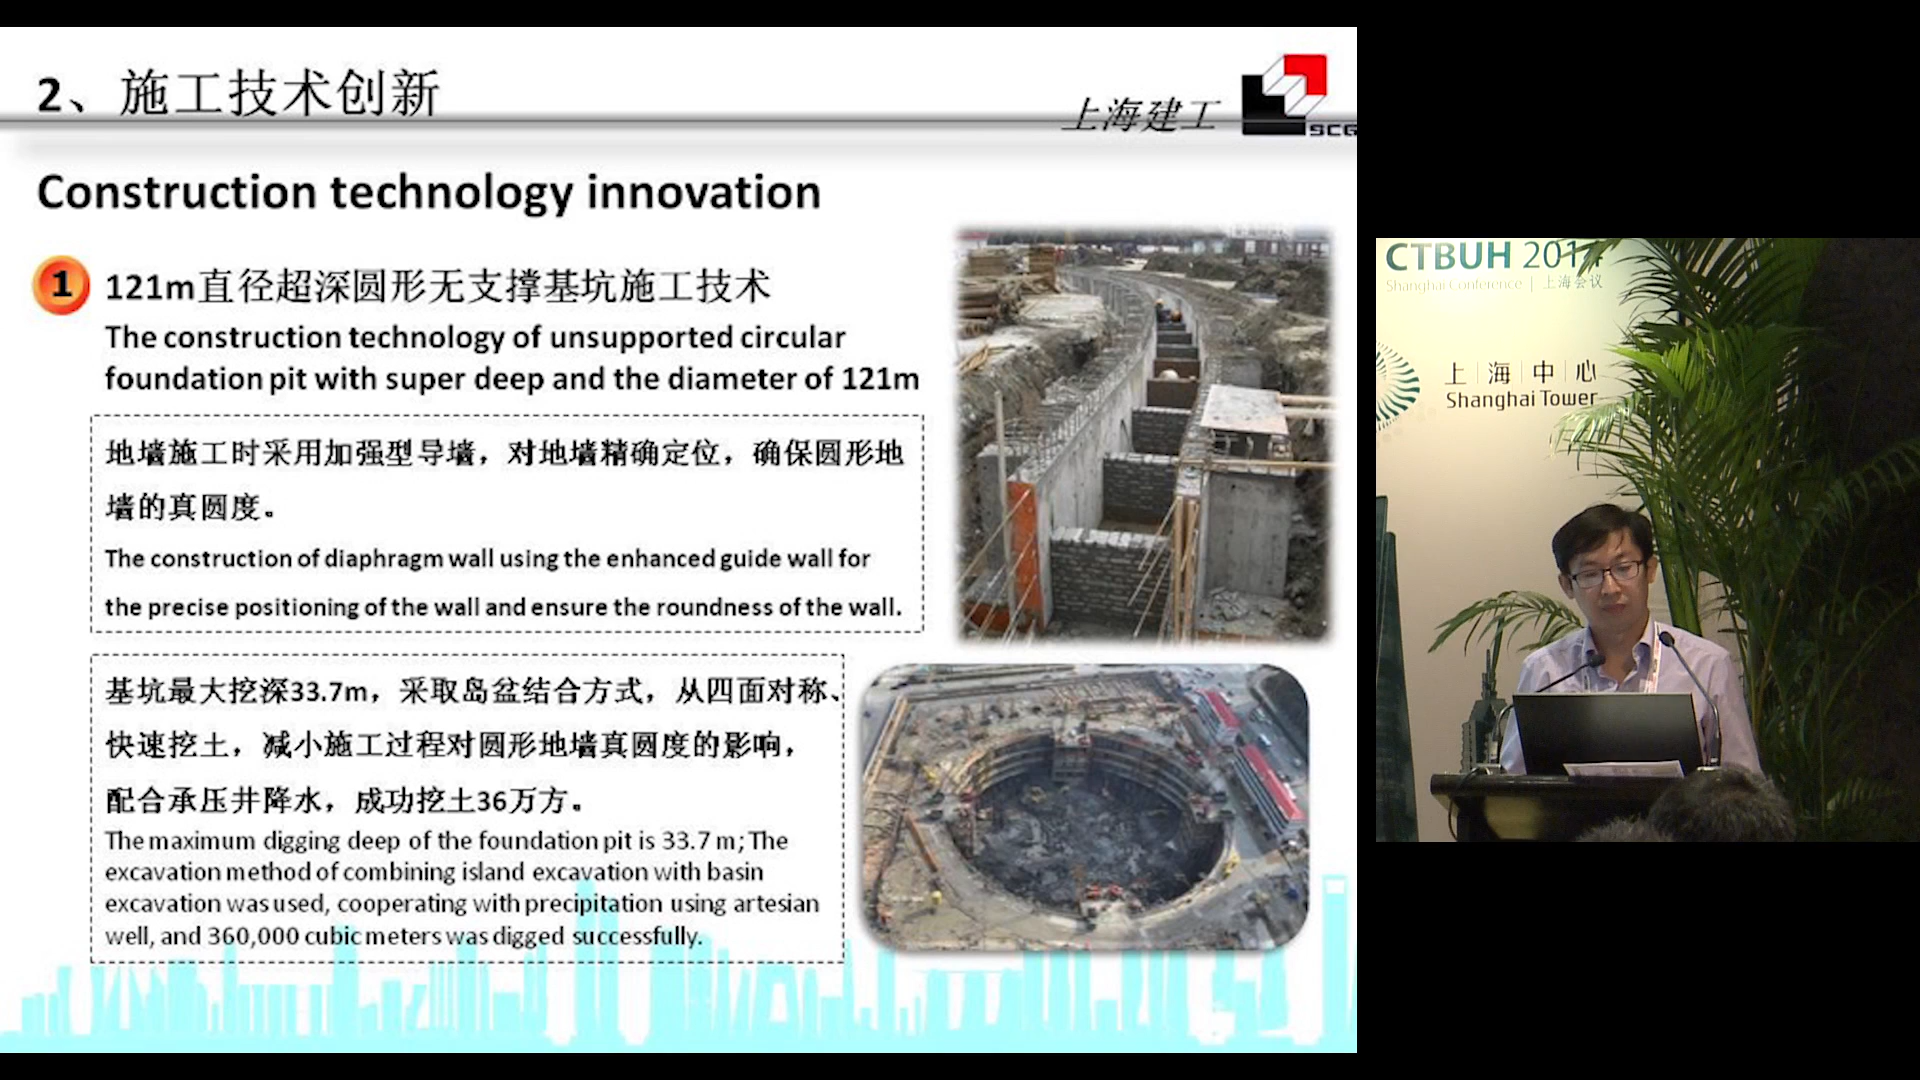 2、施工技术创新
上海建工
SCG
Construction technology innovation
1
121m直径超深圆形无支撑基坑施工技术
The construction technology of unsupported circular
foundation pit with super deep and the diameter of 121m
地墙施工时采用加强型导墙，对地墙精确定位，确保圆形地
墙的真圆度。
The construction of diaphragm wall using the enhanced guide wall for
the precise positioning of the wall and ensure the roundness of the wall.
基坑最大挖深33.7m，采取岛盆结合方式，从四面对称、
快速挖土，减小施工过程对圆形地墙真圆度的影响，
配合承压井降水，成功挖土36万方。
The maximum digging deep of the foundation pit is 33.7 m; The
excavation method of combining island excavation with basin
excavation was used, cooperating with precipitation using artesian
well, and 360,000 cubic meters was digged successfully.
CTBUH 2014
Shanghai Conference | 上海会议
上|海|中|心
Shanghai Tower